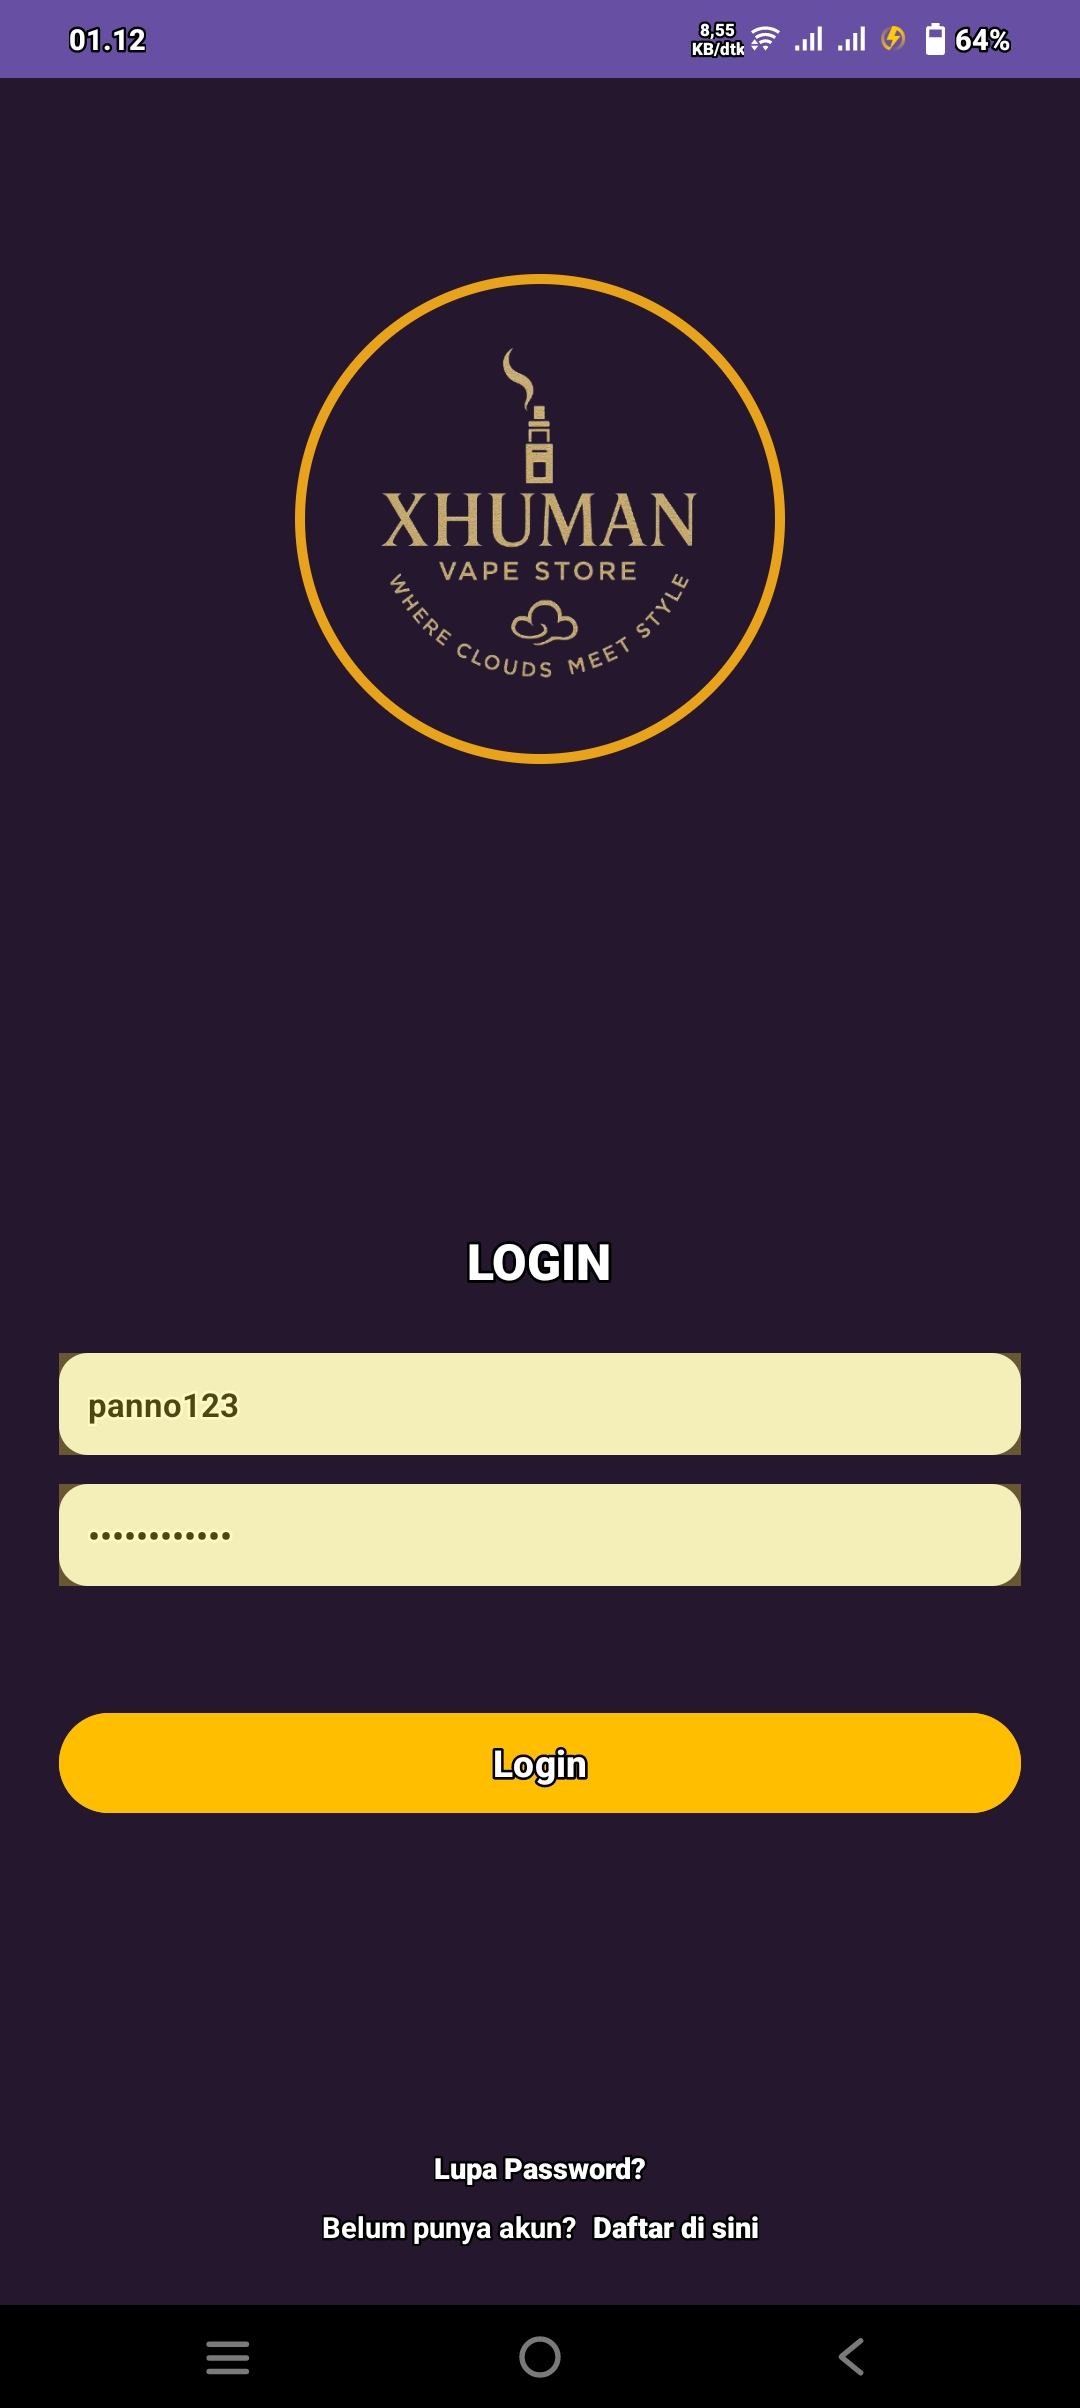 01.12
8,55
KB/dtk
64%
XHUMAN
VAPE STORE
WHERE CLOUDS MEET STYLE
LOGIN
panno123
••••••••••••
Login
Lupa Password?
Belum punya akun? Daftar di sini